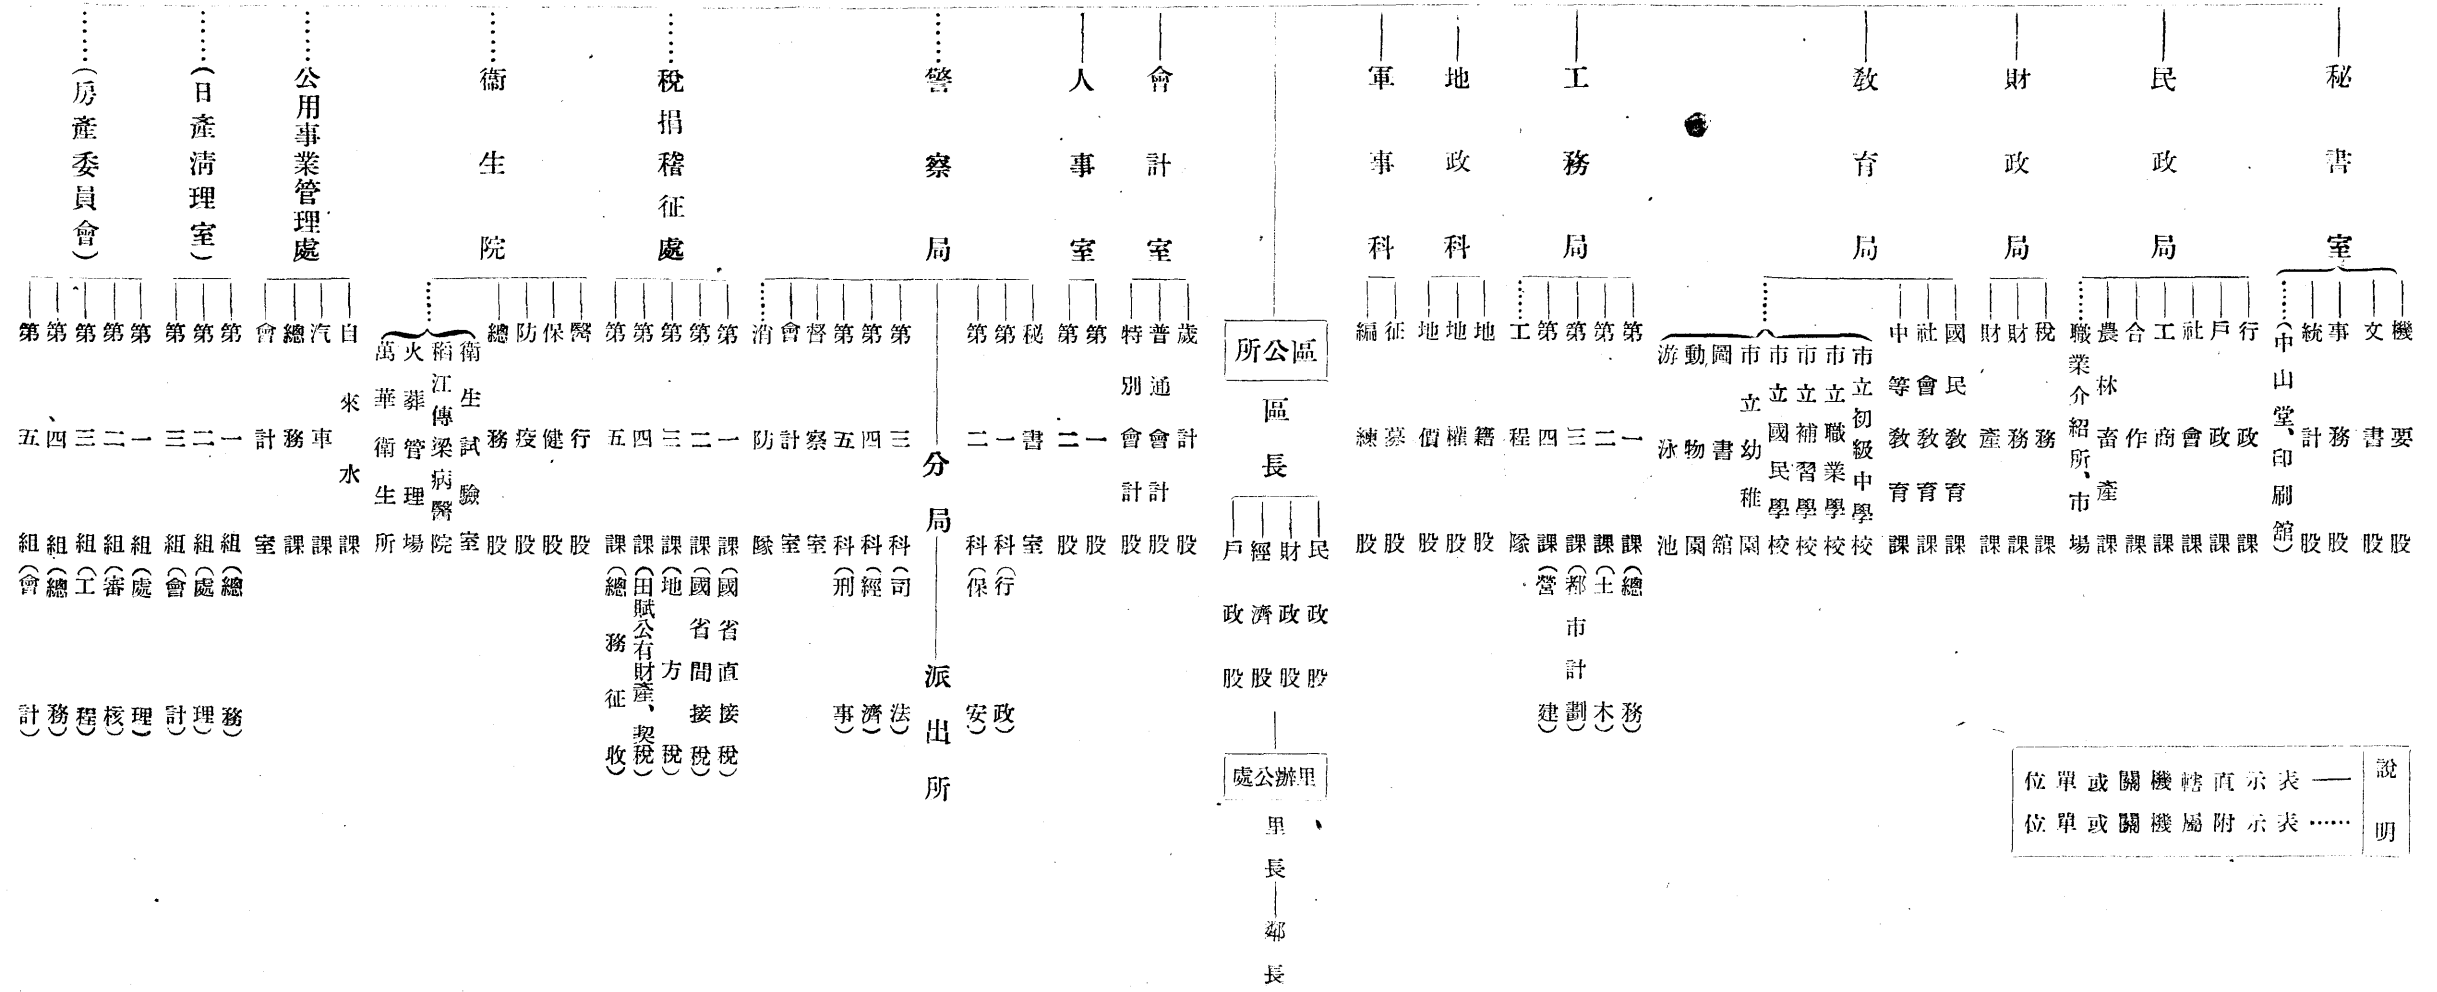 秘書室
機要股
文書股
事務股
統計股
(中山堂、印刷舘)
民政局
行政課
戶政課
社會課
工商課
合作課
農林畜產課
職業介紹所、市場
財政局
稅務課
財務課
財產課
教育局
國民敎育課
社會敎育課
中等敎育課
市立初級中學校
市立職業學校
市立補習學校
市立國民學校
市立幼稚園
圖書舘
動物園
游泳池
工務局
第一課(總務)
第二課(土木)
第三課(都市計劃)
第四課(營建)
工程隊
地政科
地籍股
地權股
地價股
軍事科
征募股
編練股
區公所
區長
民政股
財政股
經濟股
戶政股
里辦公處
里長
鄰長
會計室
歲計股
普通會計股
特別會計股
人事室
第一股
第二股
警察局
秘書室
第一科(行政)
第二科(保安)
分局
派出所
第三科(司法)
第四科(經濟)
第五科(刑事)
督察室
會計室
消防隊
稅捐稽征處
第一課(國省直接稅)
第二課(國省間接稅)
第三課(地方稅)
第四課(田賦公有財產、契稅)
第五課(總務征收)
衞生院
醫行股
保健股
防疫股
總務股
衞生試驗室
稻江傳梁病醫院
火葬管理場
萬華衞生所
公用事業管理處
自來水課
汽車課
總務課
會計室
(日產清理室)
第一組(總務)
第二組(處理)
第三組(會計)
(房產委員會)
第一組(處理)
第二組(審核)
第三組(工程)
第四組(總務)
第五組(會計)
說明
——表示直轄機關或單位
……表示附屬機關或單位